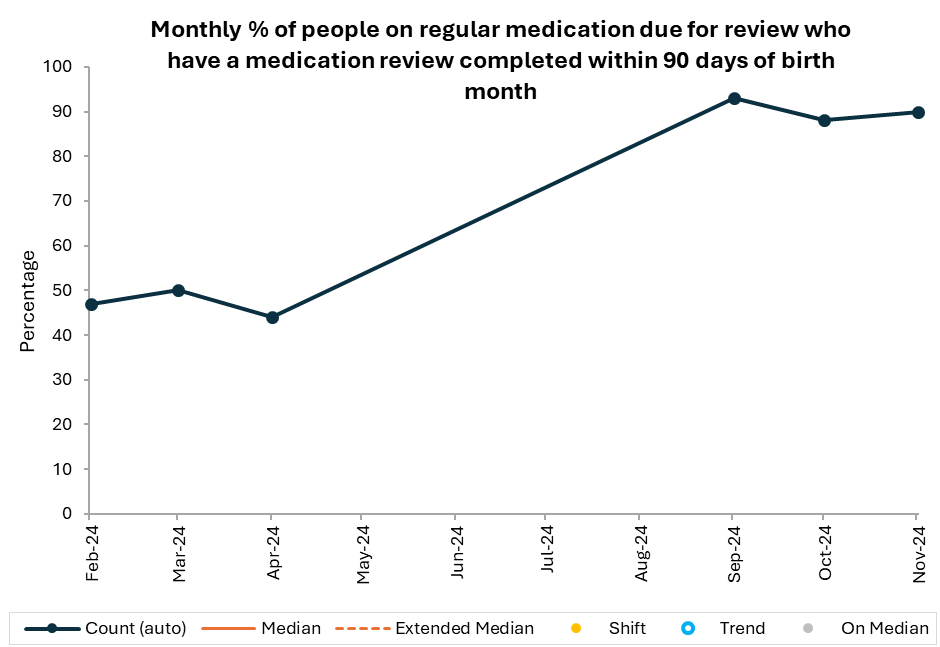 Monthly % of people on regular medication due for review who
have a medication review completed within 90 days of birth
month
100
90
80
70
60
50
40
30
20
10
0
Percentage
Feb-24
Mar-24
Apr-24
May-24
Jun-24
Jul-24
Aug-24
Sep-24
Oct-24
Nov-24
Count (auto) Median Extended Median Shift Trend On Median